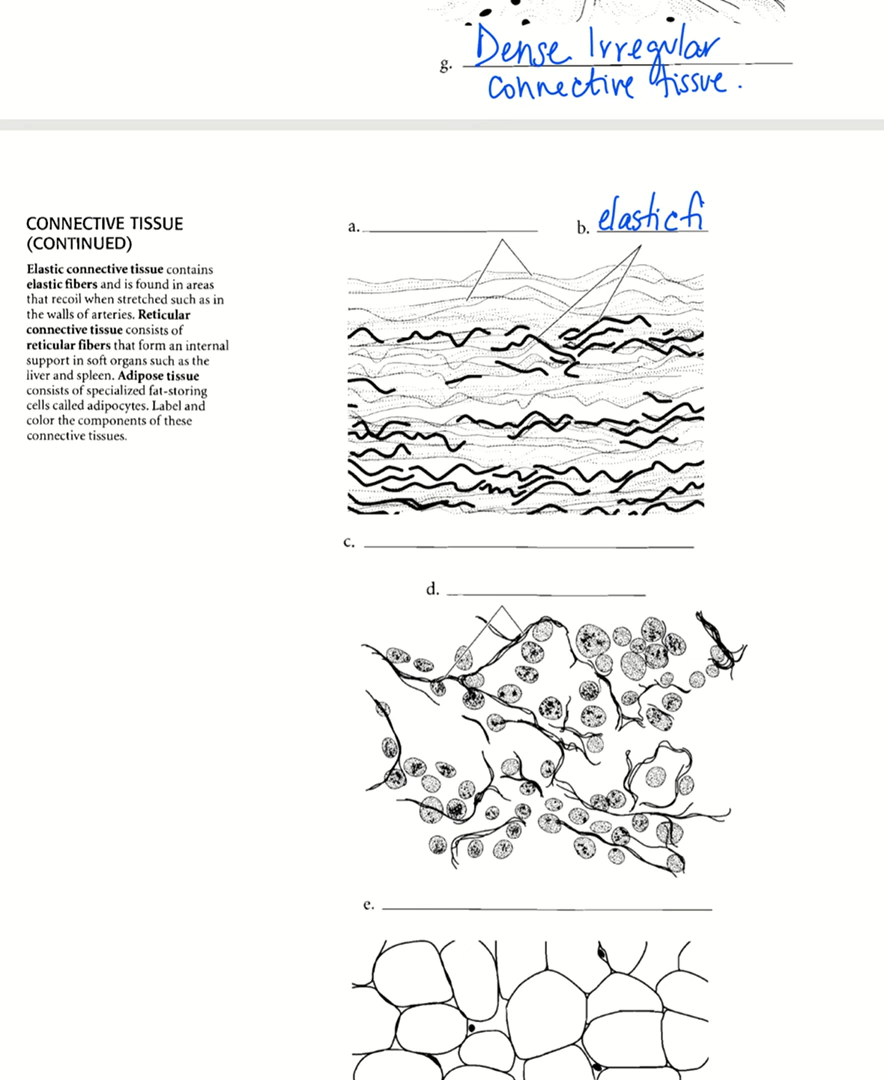 Dense Irregular
g.
connective tissue.
CONNECTIVE TISSUE
(CONTINUED)
a.
b. elastic fi
Elastic connective tissue contains
elastic fibers and is found in areas
that recoil when stretched such as in
the walls of arteries. Reticular
connective tissue consists of
reticular fibers that form an internal
support in soft organs such as the
liver and spleen. Adipose tissue
consists of specialized fat-storing
cells called adipocytes. Label and
color the components of these
connective tissues.
c.
d.
e.